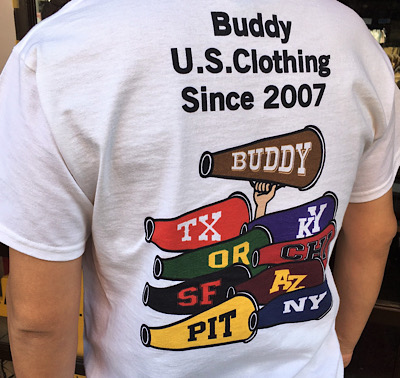 Buddy
U.S.Clothing
Since 2007
BUDDY
TX
KY
OR
CHI
SF
AZ
PIT
NY